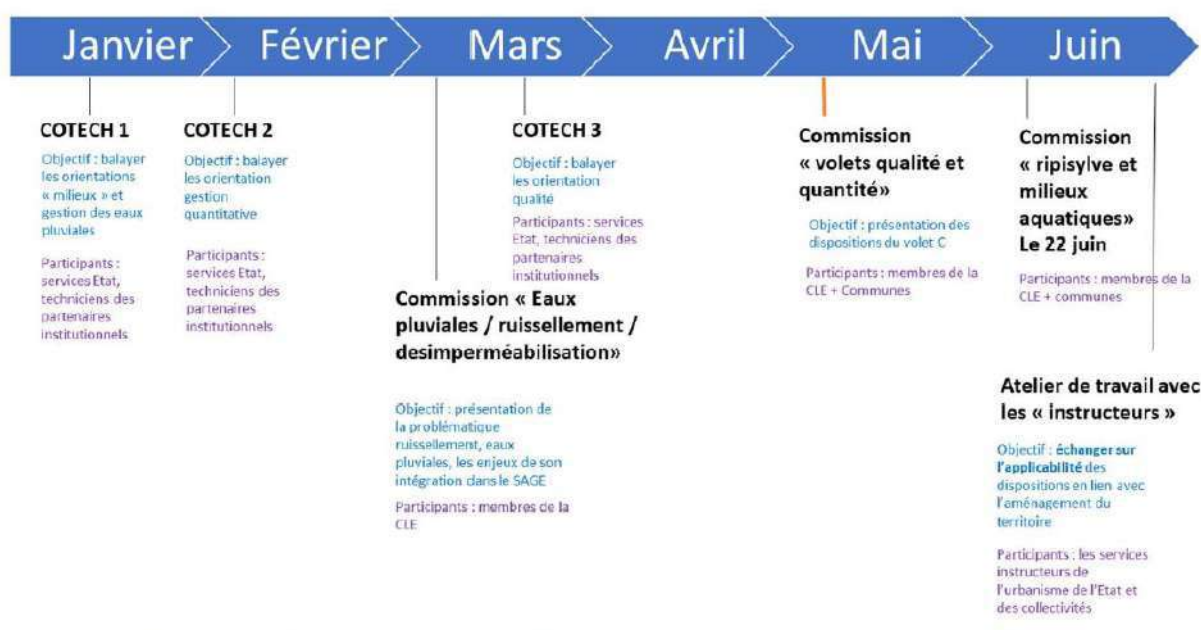 Janvier
Février
Mars
Avril
Mai
Juin
COTECH 1
Objectif : balayer
les orientations
« milieux » et
gestion des eaux
pluviales
Participants :
services Etat,
techniciens des
partenaires
institutionnels
COTECH 2
Objectif : balayer
les orientation
gestion
quantitative
Participants :
services Etat,
techniciens des
partenaires
institutionnels
Commission « Eaux
pluviales / ruissellement /
desimperméabilisation»
Objectif : présentation de
la problématique
ruissellement, eaux
pluviales, les enjeux de son
intégration dans le SAGE
Participants : membres de la
CLE
COTECH 3
Objectif : balayer
les orientation
qualité
Participants : services
Etat, techniciens des
partenaires
institutionnels
Commission
« volets qualité et
quantité»
Objectif : présentation des
dispositions du volet C
Participants : membres de la
CLE + Communes
Commission
« ripisylve et
milieux
aquatiques»
Le 22 juin
Participants : membres de la
CLE + communes
Atelier de travail avec
les « instructeurs »
Objectif : échanger sur
l'applicabilité des
dispositions en lien avec
l'aménagement du
territoire
Participants : les services
instructeurs de
l'urbanisme de l'Etat et
des collectivités